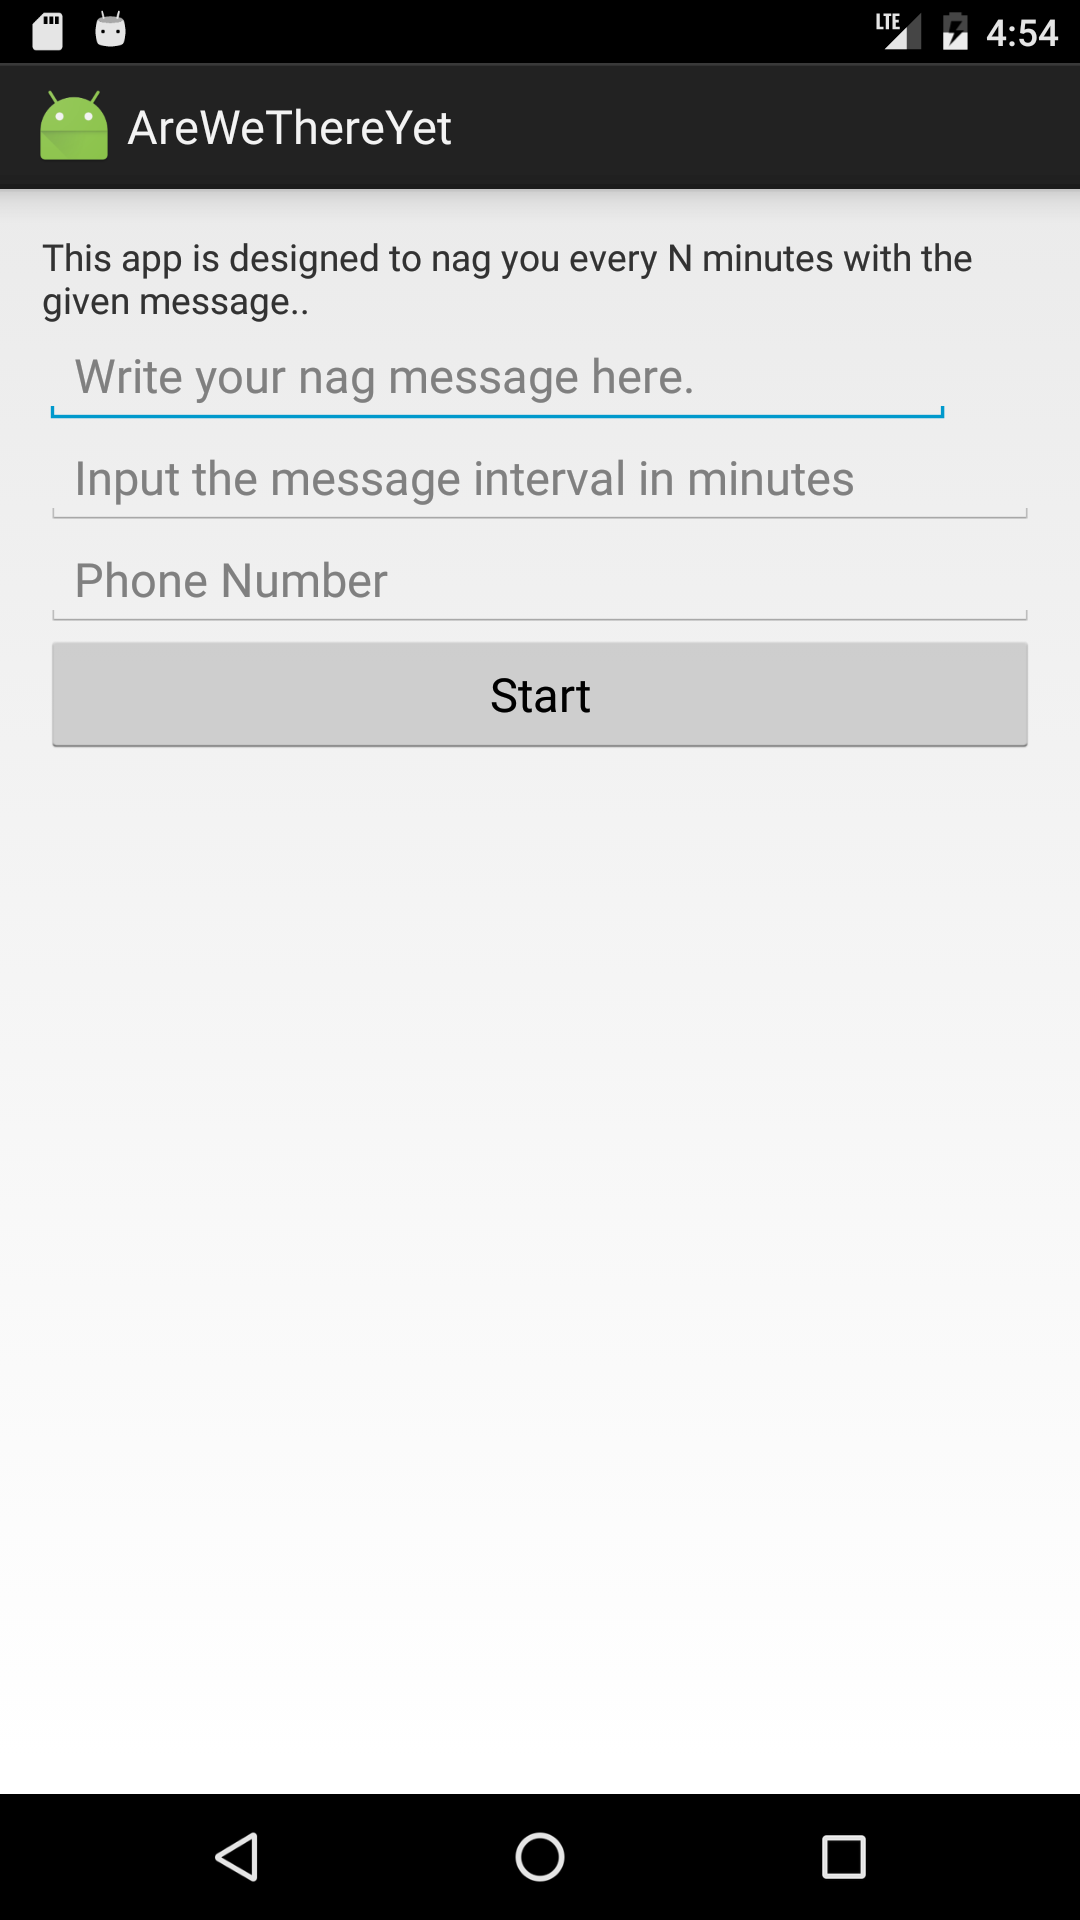 LTE 4:54
AreWeThereYet
This app is designed to nag you every N minutes with the
given message..
Write your nag message here.
Input the message interval in minutes
Phone Number
Start